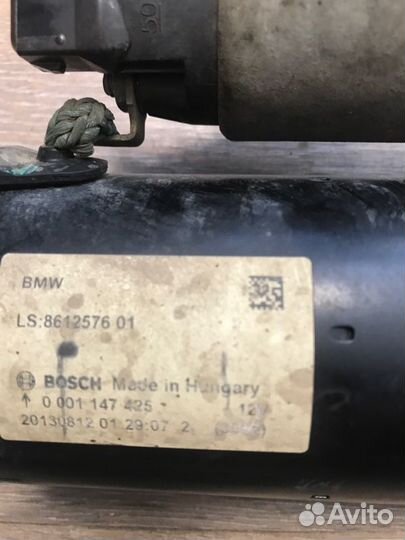 50
BMW
LS:8612576 01
BOSCH Made in Hungary
↑ 0 001 147 425 12V
20130812 01 29:07 2
Avito